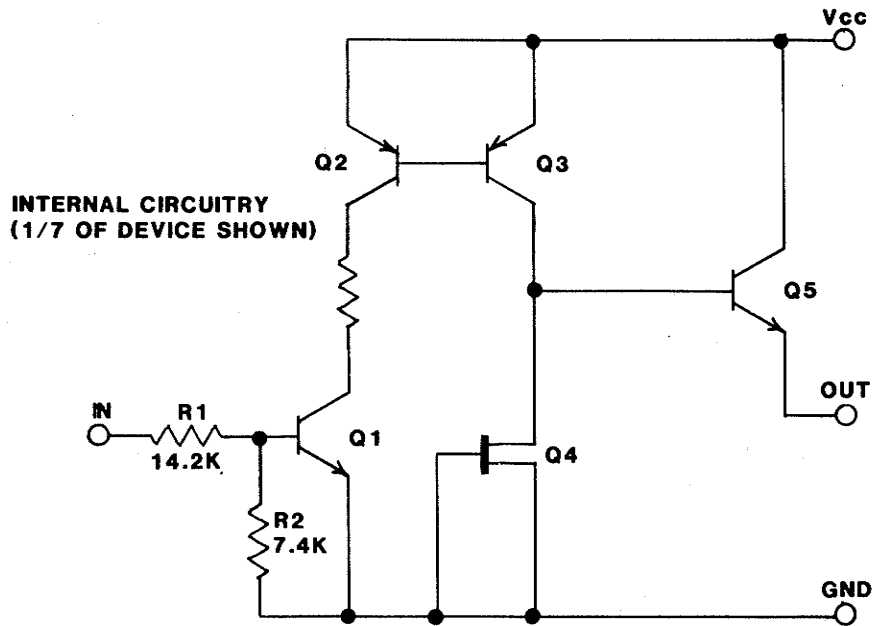 Vcc
Q2
Q3
INTERNAL CIRCUITRY
(1/7 OF DEVICE SHOWN)
Q5
IN
R1
14.2K
Q1
Q4
OUT
R2
7.4K
GND